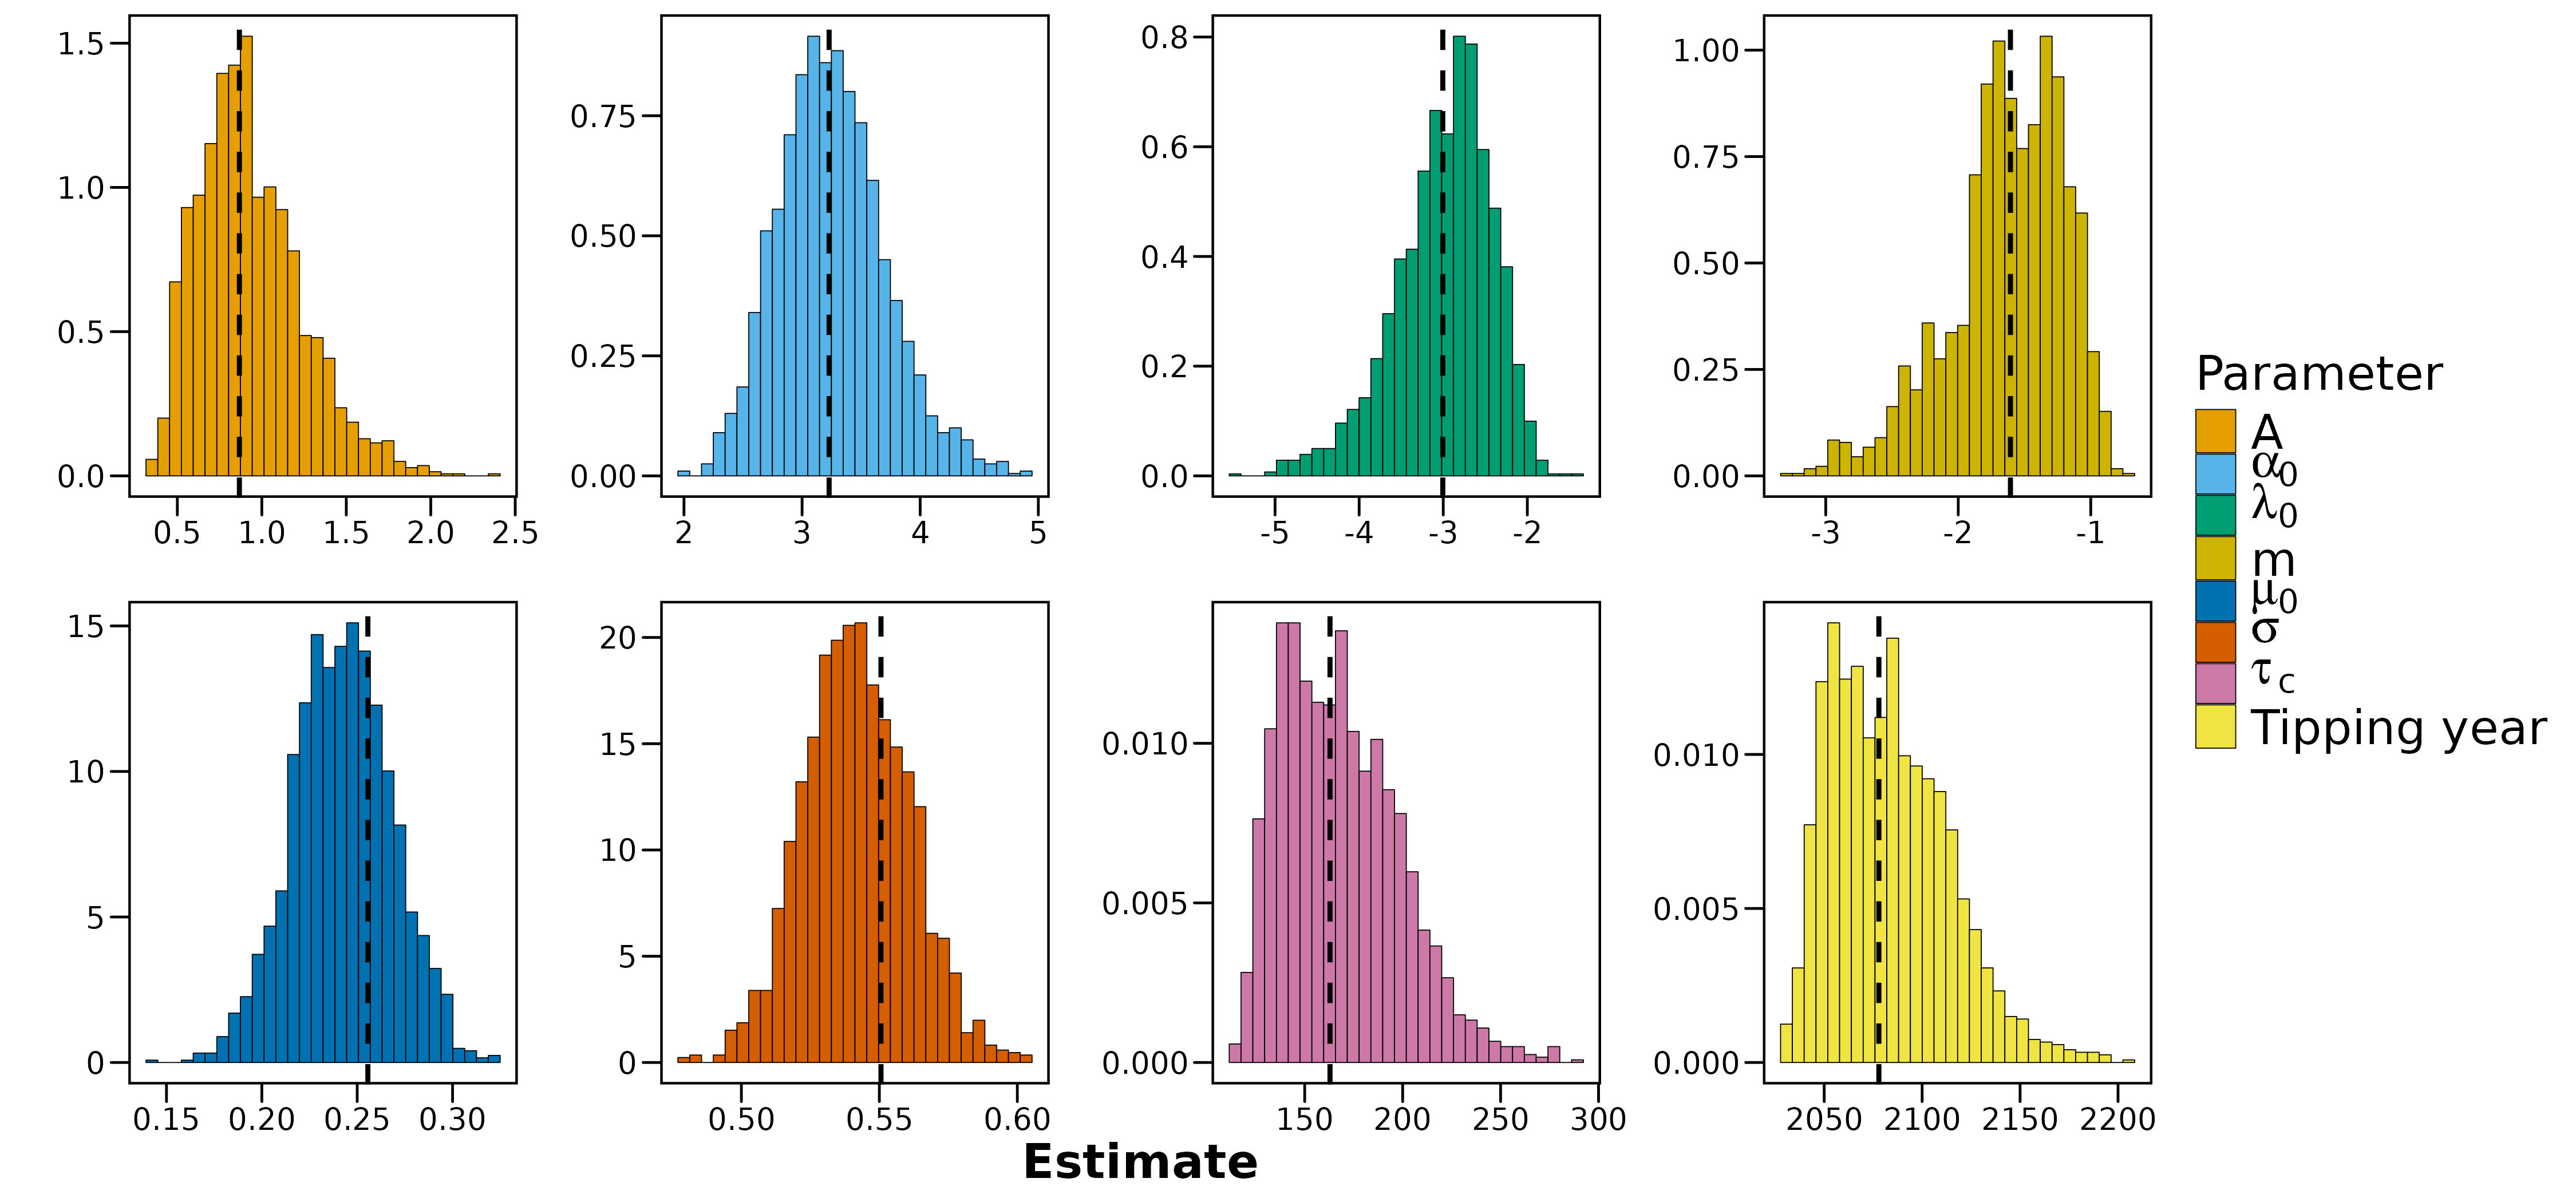 1.5
1.0
0.5
0.0
0.5 1.0 1.5 2.0 2.5
0.75
0.50
0.25
0.00
2 3 4 5
0.8
0.6
0.4
0.2
0.0
-5 -4 -3 -2
1.00
0.75
0.50
0.25
0.00
-3 -2 -1
15
10
5
0
0.15 0.20 0.25 0.30
20
15
10
5
0
0.50 0.55 0.60
0.010
0.005
0.000
150 200 250 300
0.010
0.005
0.000
2050 2100 2150 2200
Estimate
Parameter
A
α0
λ0
m
μ0
σ
τc
Tipping year